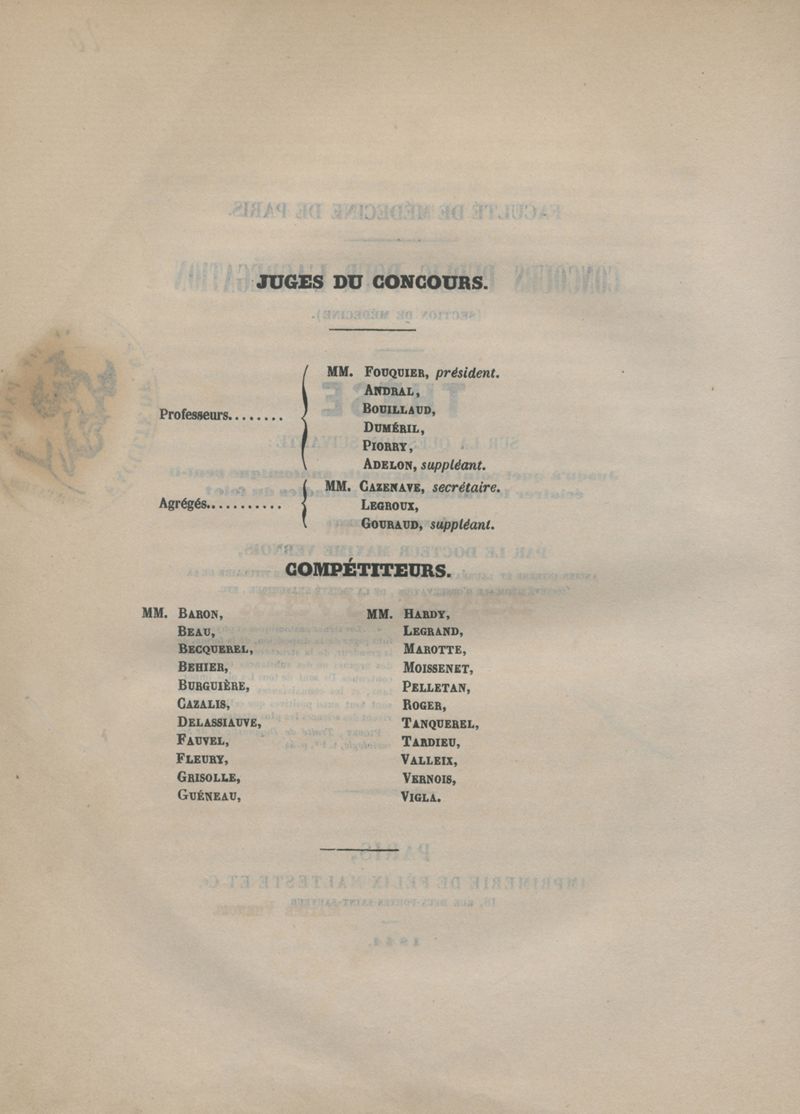 JUGES DU CONCOURS.
Professeurs........
MM. FOUQUIER, président.
ANDRAL,
BOUILLAUD,
DUMÉRIL,
PIORRY,
ADELON, suppléant.
Agrégés...........
MM. CAZENAVE, secrétaire.
LEGROUX,
GOURAUD, suppléant.
COMPÉTITEURS.
MM. BARON,
BEAU,
BECQUEREL,
BEHIER,
BURGUIÈRE,
CAZALIS,
DELASSIAUVE,
FAUVEL,
FLEURY,
GRISOLLE,
GUÉNEAU,
MM. HARDY,
LEGRAND,
MAROTTE,
MOISSENET,
PELLETAN,
ROGER,
TANQUEREL,
TARDIEU,
VALLEIX,
VERNOIS,
VIGLA.